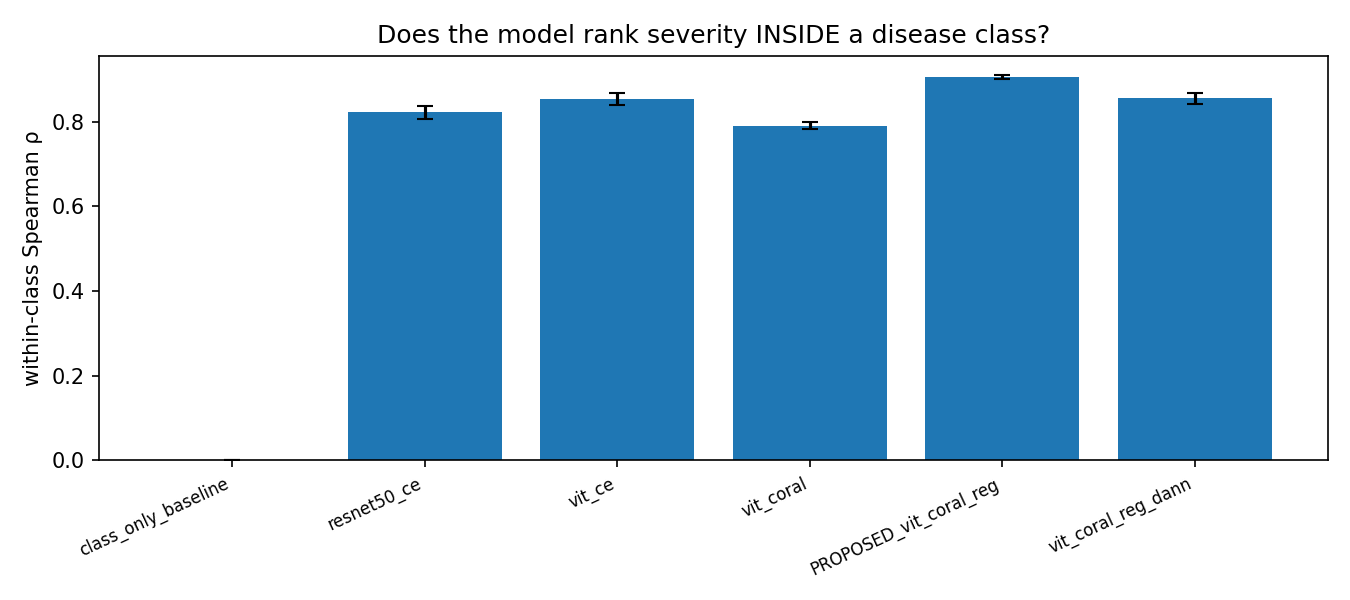 Does the model rank severity INSIDE a disease class?
within-class Spearman ρ
0.8
0.6
0.4
0.2
0.0
class_only_baseline
resnet50_ce
vit_ce
vit_coral
PROPOSED_vit_coral_reg
vit_coral_reg_dann